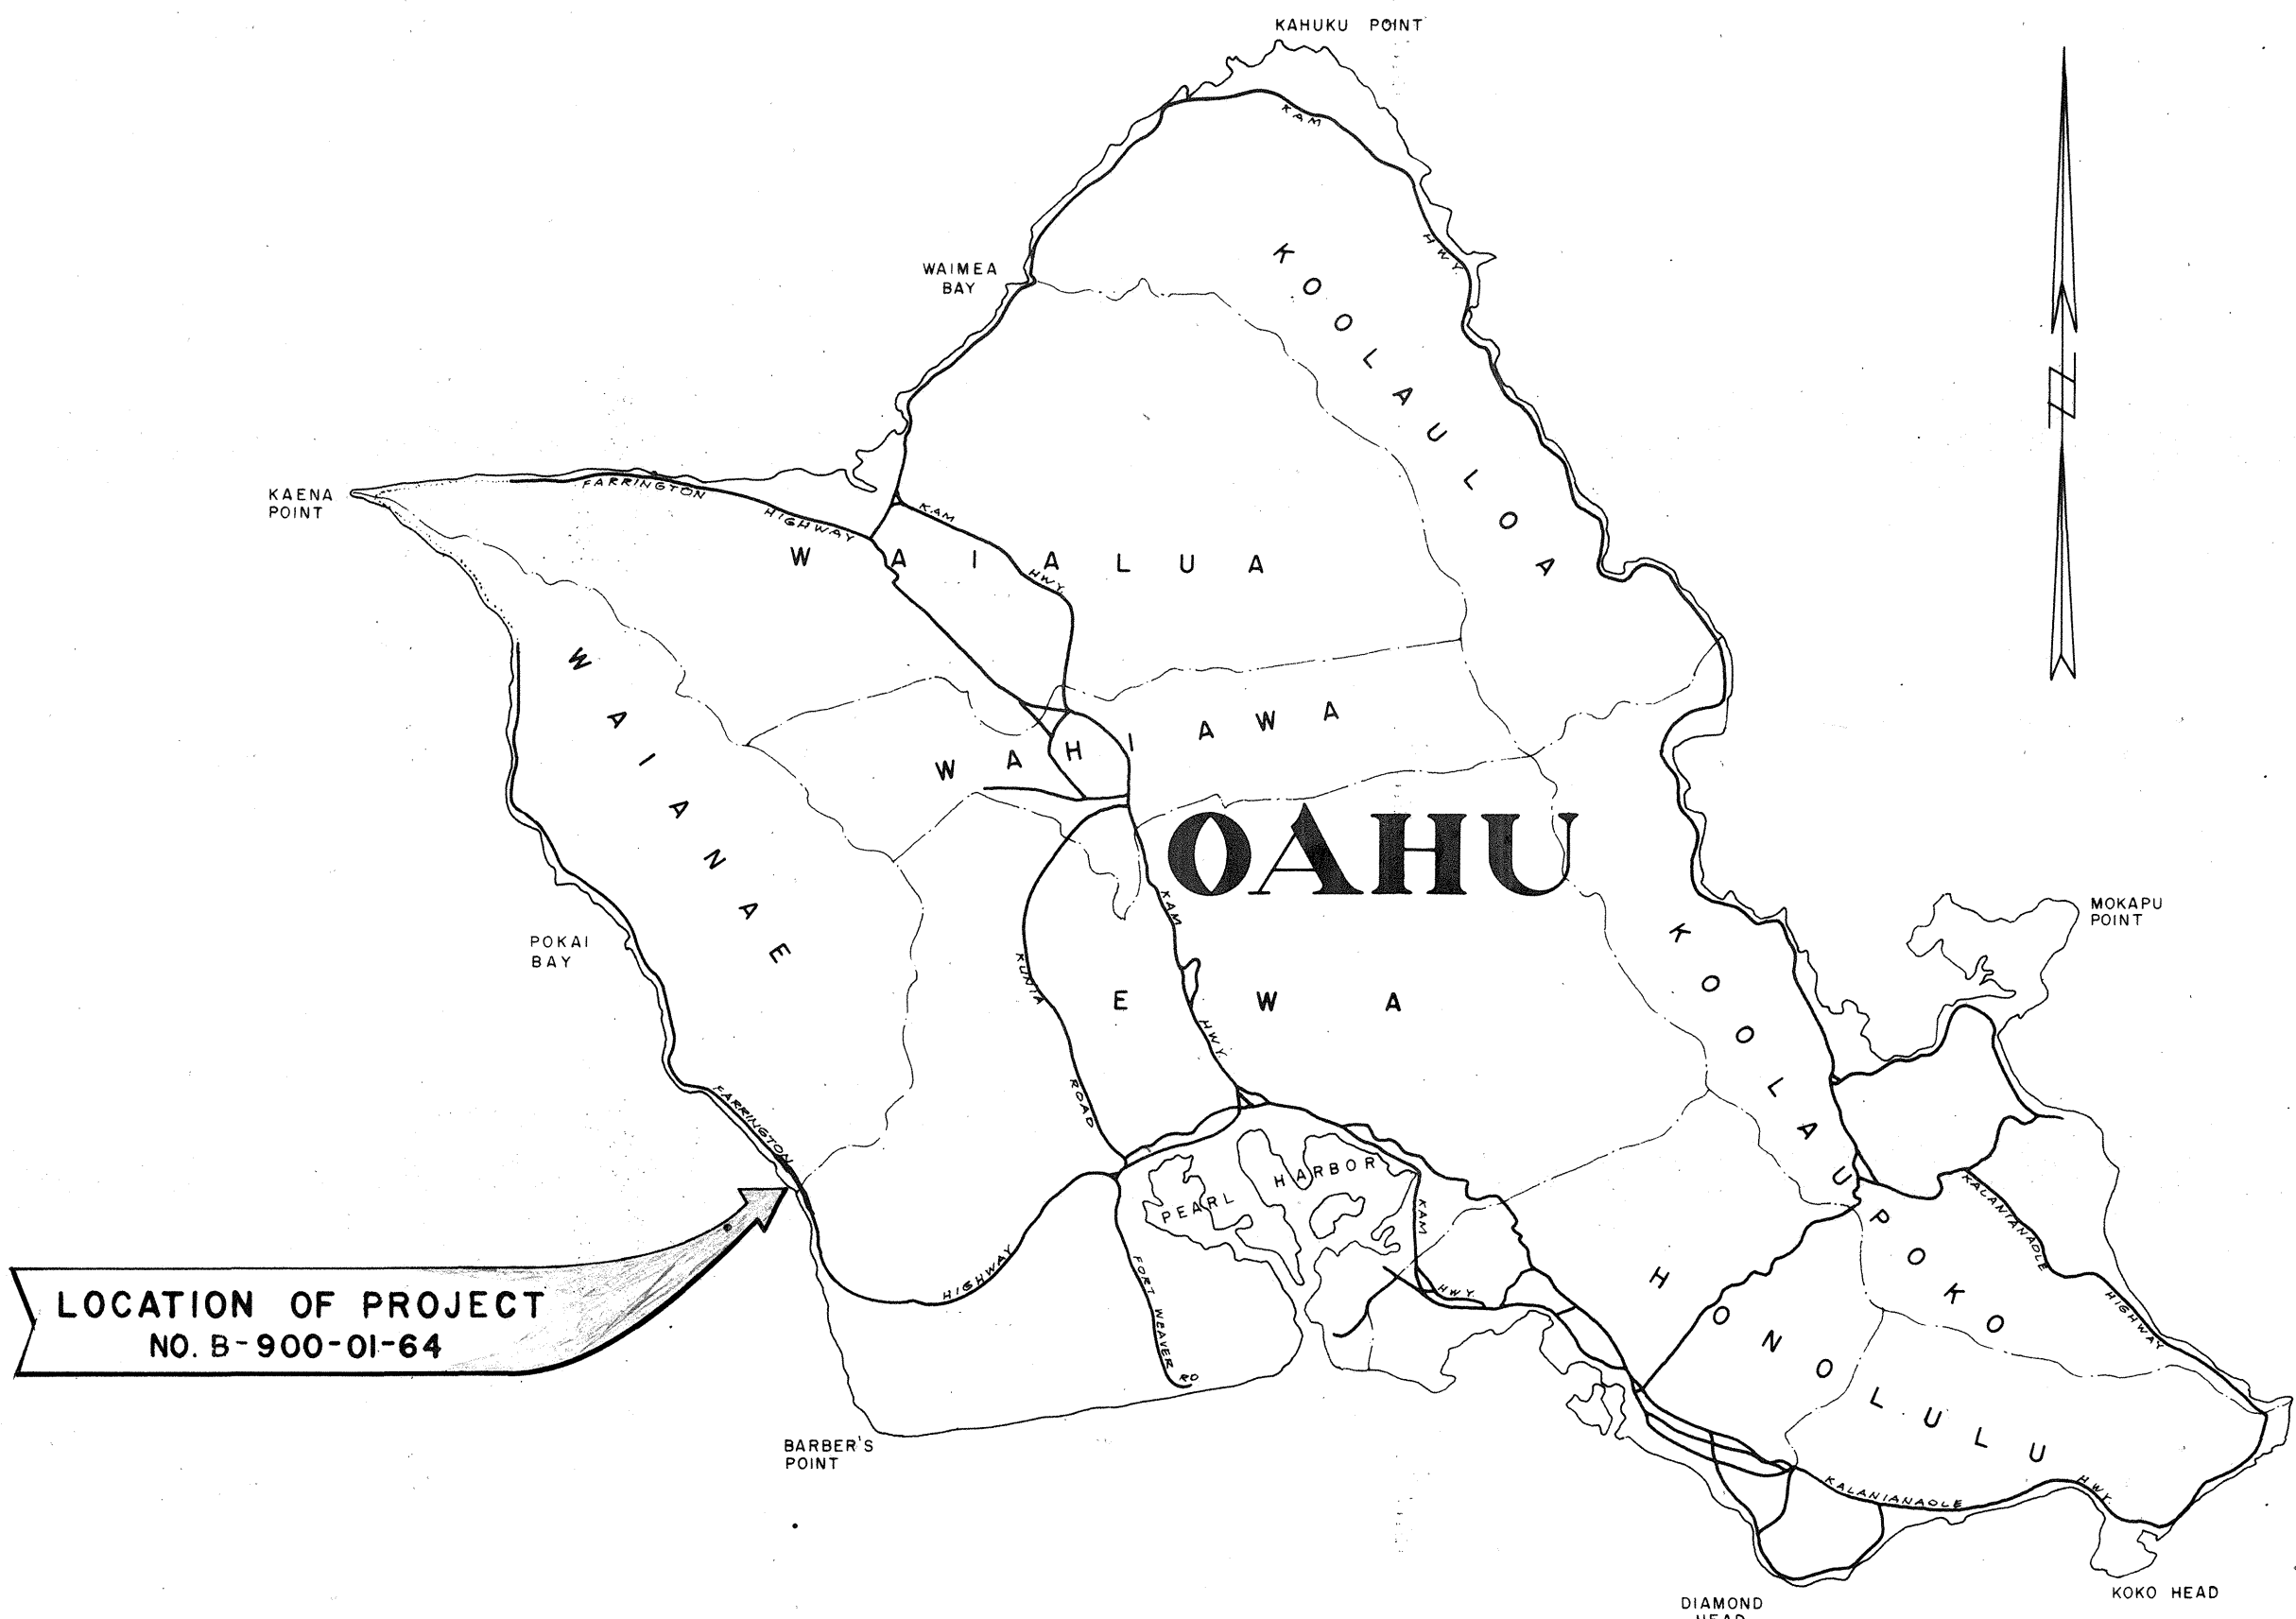 KAHUKU POINT
KAM
HWY.
WAIMEA
BAY
KOOLAULOA
N
KAENA
POINT
FARRINGTON
HIGHWAY
KAM
HWY.
WAIALUA
WAIANAE
WAHIAWA
OAHU
KAM
HWY.
KUNIA
ROAD
EWA
POKAI
BAY
MOKAPU
POINT
KOOLAUPOKO
FARRINGTON
HIGHWAY
PEARL HARBOR
KAM
HWY.
FORT WEAVER RD
KALANIANAOLE
HIGHWAY
HONOLULU
LOCATION OF PROJECT
NO. B-900-01-64
BARBER'S
POINT
KALANIANAOLE
HWY.
KOKO HEAD
DIAMOND
HEAD